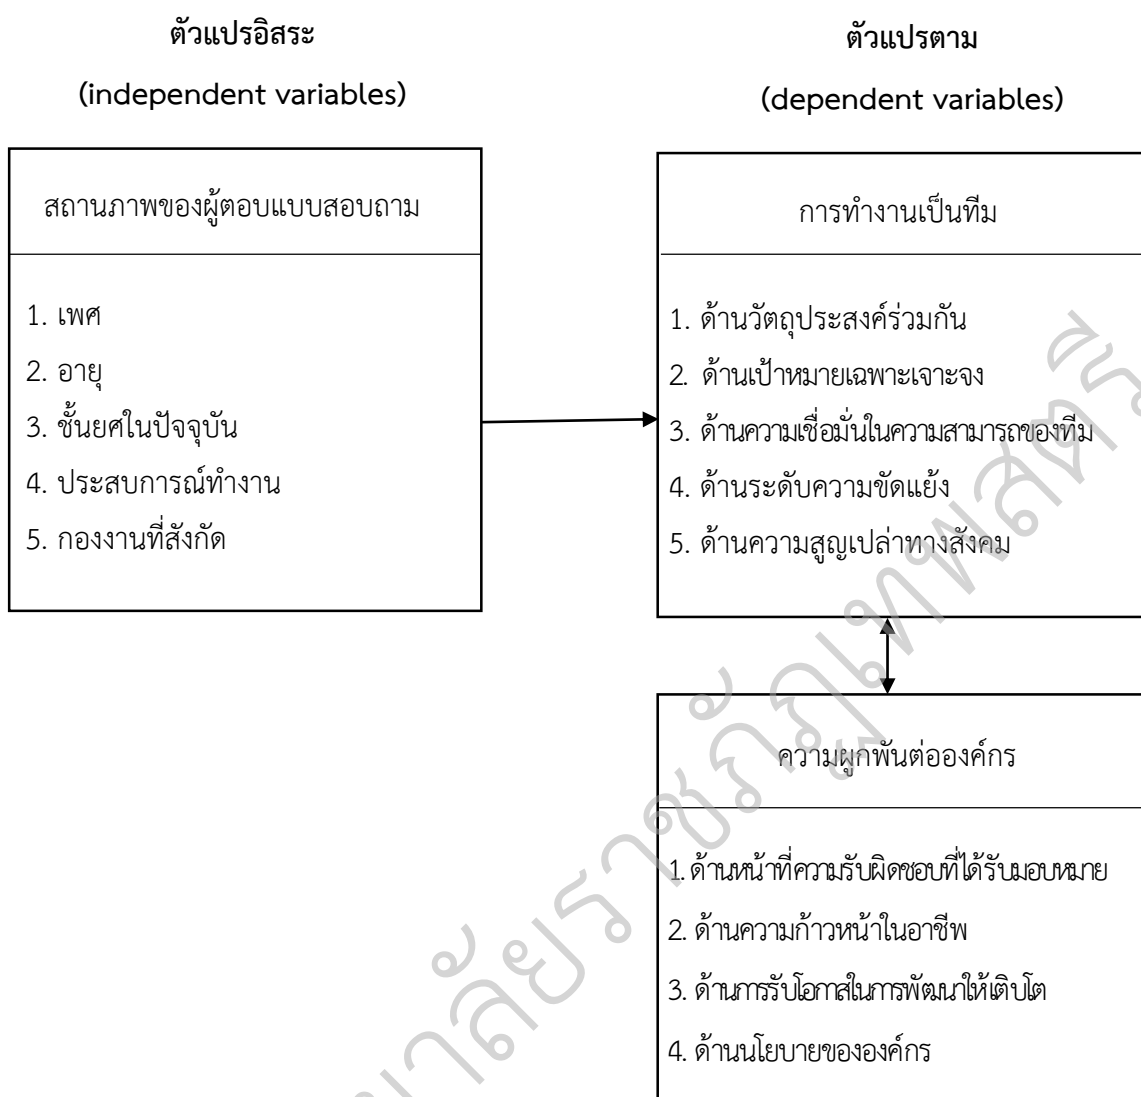 ตัวแปรอิสระ
(independent variables)
สถานภาพของผู้ตอบแบบสอบถาม
1. เพศ
2. อายุ
3. ชั้นยศในปัจจุบัน
4. ประสบการณ์ทำงาน
5. กองงานที่สังกัด
ตัวแปรตาม
(dependent variables)
การทำงานเป็นทีม
1. ด้านวัตถุประสงค์ร่วมกัน
2. ด้านเป้าหมายเฉพาะเจาะจง
3. ด้านความเชื่อมั่นในความสามารถของทีม
4. ด้านระดับความขัดแย้ง
5. ด้านความสูญเปล่าทางสังคม
ความผูกพันต่อองค์กร
1. ด้านหน้าที่ความรับผิดชอบที่ได้รับมอบหมาย
2. ด้านความก้าวหน้าในอาชีพ
3. ด้านการรับโอกาสในการพัฒนาให้เติบโต
4. ด้านนโยบายขององค์กร
าลัยราชภัฏเทพสตรี